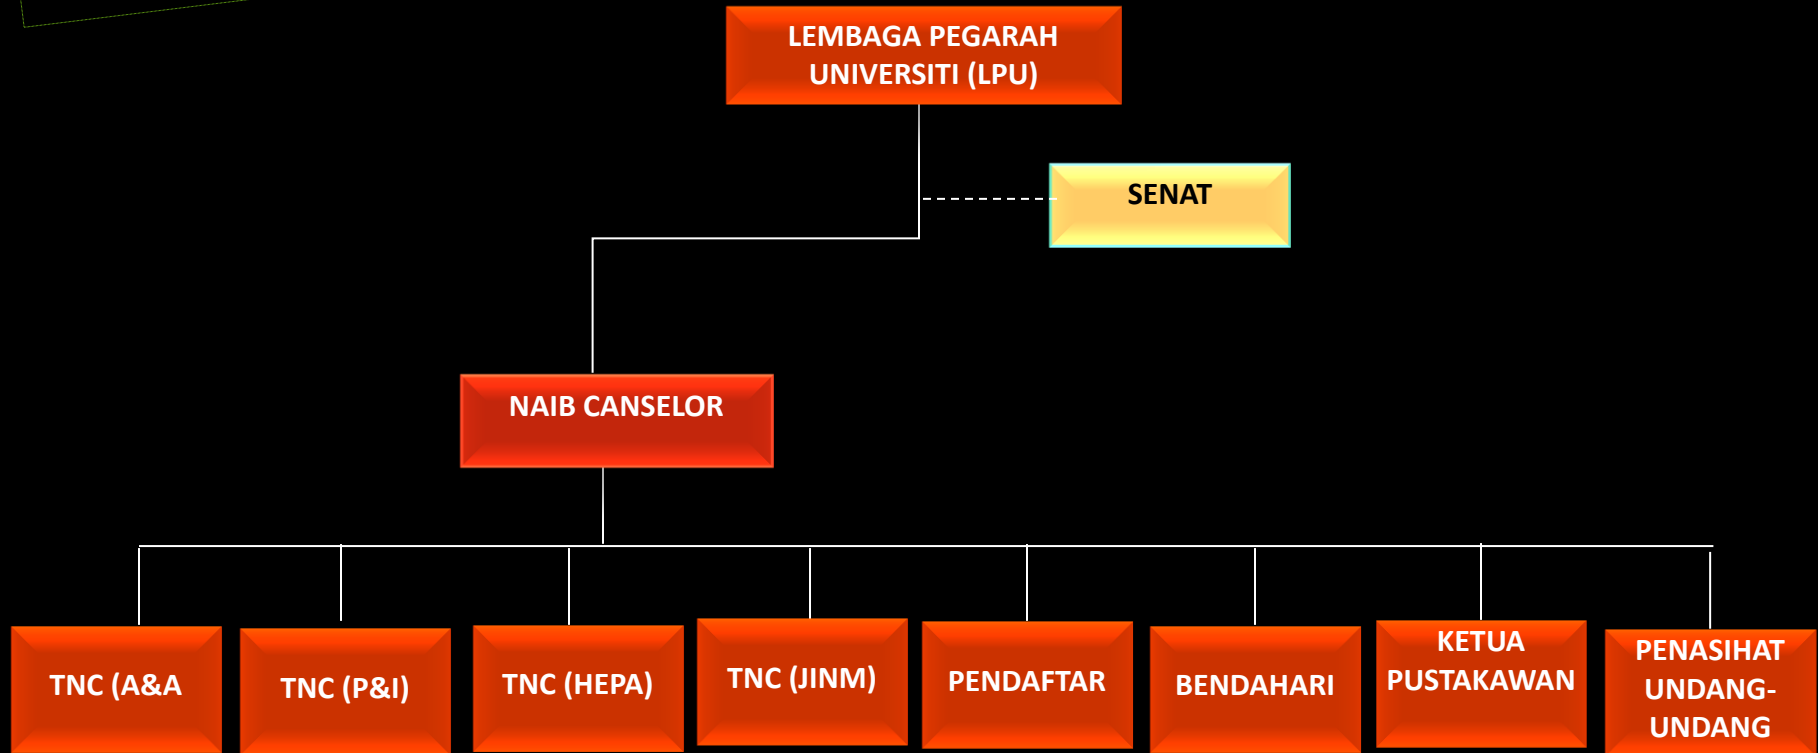 LEMBAGA PEGARAH
UNIVERSITI (LPU)
SENAT
NAIB CANSELOR
TNC (A&A
TNC (P&I)
TNC (HEPA)
TNC (JINM)
PENDAFTAR
BENDAHARI
KETUA
PUSTAKAWAN
PENASIHAT
UNDANG-
UNDANG